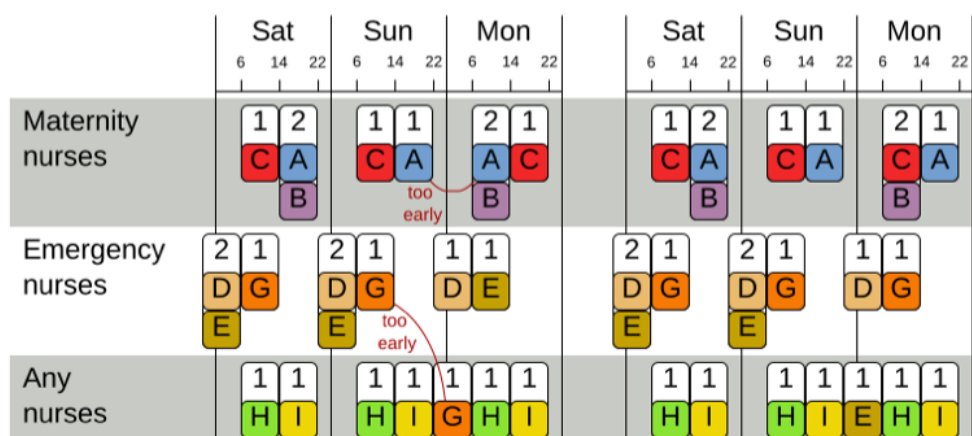 Sat Sun Mon Sat Sun Mon
6 14 22 6 14 22 6 14 22 6 14 22 6 14 22 6 14 22
Maternity 1 2 1 1 2 1 1 2 1 1 2 1
nurses C A C A A C C A C A C A
too B B B B
early
Emergency 2 1 2 1 1 1 2 1 2 1 1 1
nurses D G D G D E D G D G D G
E E E E
too
early
Any 1 1 1 1 1 1 1 1 1 1 1 1 1 1
nurses H I H I G H I H I H I E H I